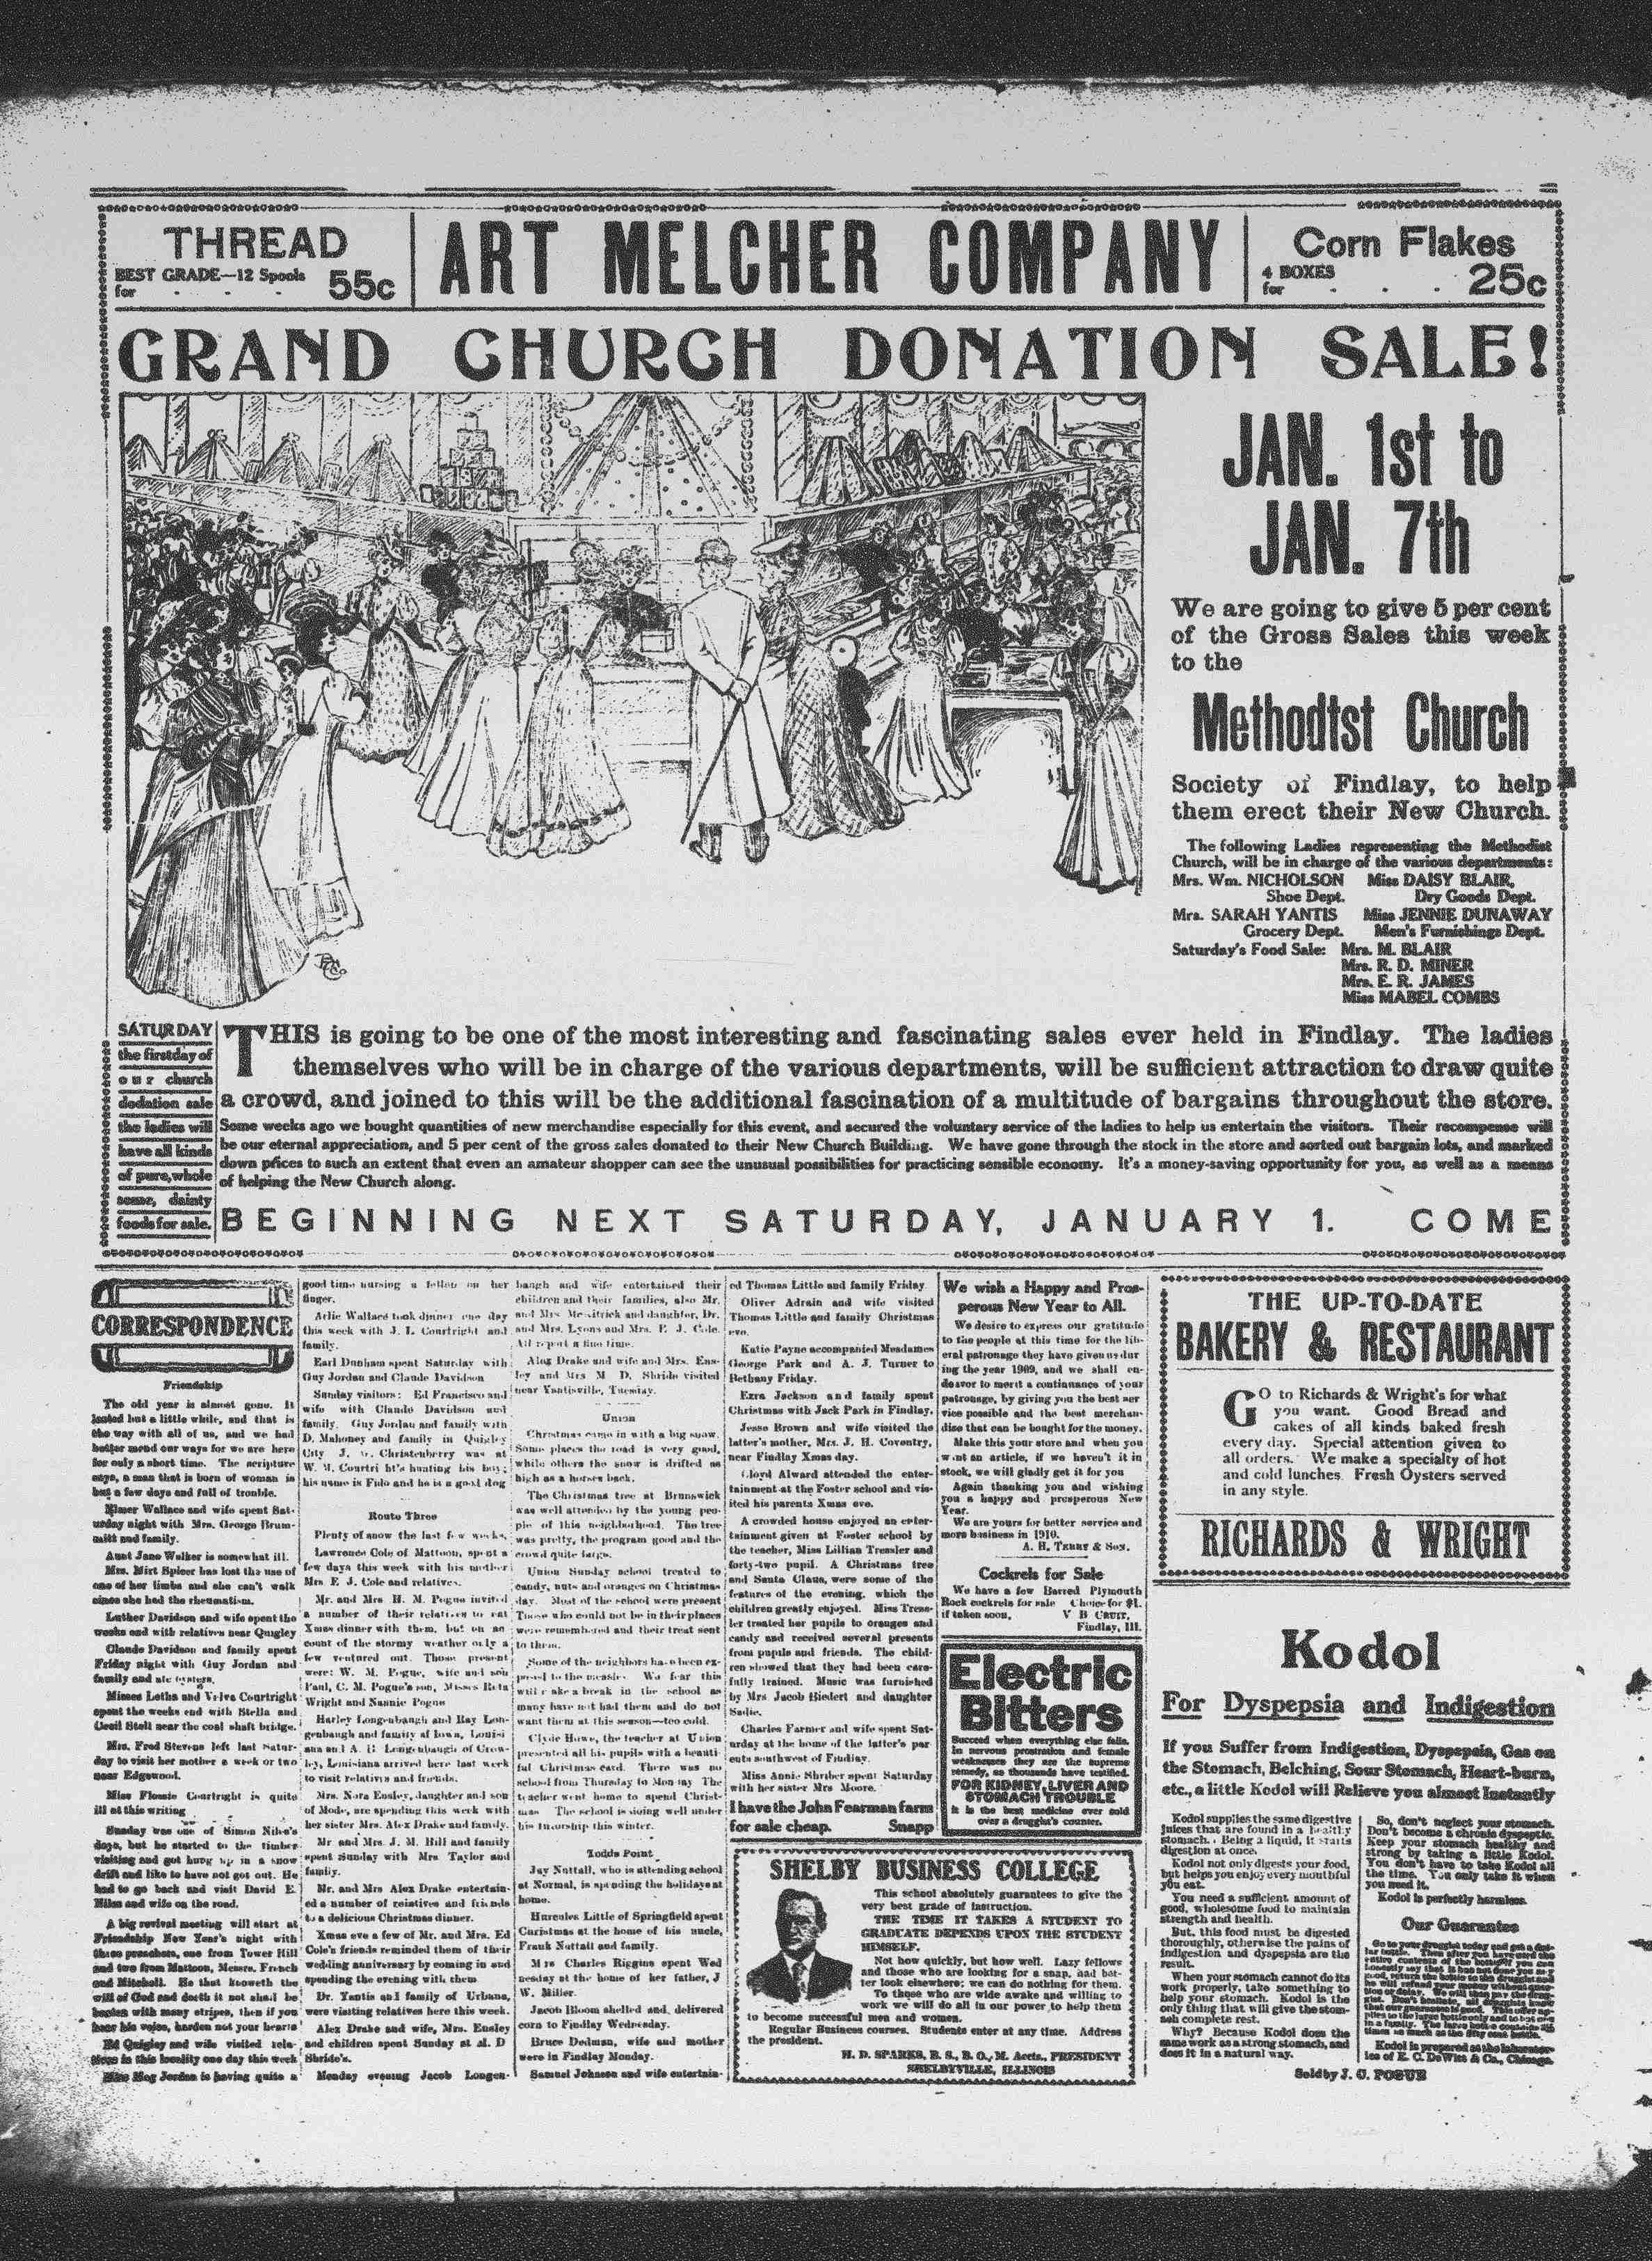 THREAD
BEST GRADE—12 Spools
for . . . 55c
ART MELCHER COMPANY
Corn Flakes
4 BOXES
for . . . 25c
GRAND CHURCH DONATION SALE!
JAN. 1st to
JAN. 7th
We are going to give 5 per cent
of the Gross Sales this week
to the
Methodtst Church
Society of Findlay, to help
them erect their New Church.
The following Ladies representing the Methodist
Church, will be in charge of the various departments:
Mrs. Wm. NICHOLSON Miss DAISY BLAIR,
Shoe Dept. Dry Goods Dept.
Mrs. SARAH YANTIS Miss JENNIE DUNAWAY
Grocery Dept. Men's Furnishings Dept.
Saturday's Food Sale: Mrs. M. BLAIR
Mrs. R. D. MINER
Mrs. E. R. JAMES
Miss MABEL COMBS
SATURDAY
the firstday of
our church
dodation sale
the ladies will
have all kinds
of pure, whole
some, dainty
foods for sale.
THIS is going to be one of the most interesting and fascinating sales ever held in Findlay. The ladies
themselves who will be in charge of the various departments, will be sufficient attraction to draw quite
a crowd, and joined to this will be the additional fascination of a multitude of bargains throughout the store.
Some weeks ago we bought quantities of new merchandise especially for this event, and secured the voluntary service of the ladies to help us entertain the visitors. Their recompense will
be our eternal appreciation, and 5 per cent of the gross sales donated to their New Church Building. We have gone through the stock in the store and sorted out bargain lots, and marked
down prices to such an extent that even an amateur shopper can see the unusual possibilities for practicing sensible economy. It's a money-saving opportunity for you, as well as a means
of helping the New Church along.
BEGINNING NEXT SATURDAY, JANUARY 1. COME
CORRESPONDENCE
Friendship
The old year is almost gone. It
lasted but a little while, and that is
the way with all of us, and we had
better mend our ways for we are here
for only a short time. The scripture
says, a man that is born of woman is
but a few days and full of trouble.
Elmer Wallace and wife spent Sat-
urday night with Mrs. George Brum-
mitt and family.
Aunt Jane Walker is somewhat ill.
Mrs. Mirt Spicer has lost the use of
one of her limbs and she can't walk
since she had the rheumatism.
Luther Davidson and wife spent the
weeks end with relatives near Quigley
Claude Davidson and family spent
Friday night with Guy Jordan and
family and ate oysters.
Misses Letha and Velva Courtright
spent the weeks end with Stella and
Cecil Stoll near the coal shaft bridge.
Mrs. Fred Stevens left last Satur-
day to visit her mother a week or two
near Edgewood.
Miss Flossie Courtright is quite
ill at this writing
Sunday was one of Simon Niles's
days, but he started to the timber
visiting and got hung up in a snow
drift and like to have not got out. He
had to go back and visit David E.
Miles and wife on the road.
A big revival meeting will start at
Friendship New Year's night with
three preachers, one from Tower Hill
and two from Mattoon, Messrs. French
and Mitchell. He that knoweth the
will of God and doeth it not shall be
beaten with many stripes, then if you
hear his voice, harden not your hearts
Ed Quigley and wife visited rela-
tives in this locality one day this week
Miss Meg Jordan is having quite a
good time nursing a fellon on her
finger.
Arlie Wallace took dinner one day
this week with J. L. Courtright and
family.
Earl Dunham spent Saturday with
Guy Jordan and Claude Davidson
Sunday visitors: Ed Francisco and
wife with Claude Davidson and
family. Guy Jordan and family with
D. Mahoney and family in Quigley
City J. G. Christenberry was at
W. M. Courtri ht's hunting his boy;
his name is Fido and he is a good dog
Route Three
Plenty of snow the last few weeks,
Lawrence Cole of Mattoon, spent a
few days this week with his mother
Mrs F. J. Cole and relatives.
Mr. and Mrs H. M. Pogue invited
a number of their relatives to eat
Xmas dinner with them, but on ac
count of the stormy weather only a
few ventured out. Those present
were: W. M. Pogue, wife and son
Paul, C. M. Pogue's son, Misses Reta
Wright and Nannie Pogue
Harley Longenbaugh and Ray Lon-
genbaugh and family af Iowa, Louisi
ana and A. B. Longenbaugh of Crow-
ley, Louisiana arrived here last week
to visit relativs and friends.
Mrs. Nora Ensley, daughter and son
of Mode, are spending this week with
her sister Mrs. Alex Drake and family.
Mr and Mrs. J. M. Hill and family
spent Sunday with Mrs Taylor and
family.
Mr. and Mrs Alex Drake entertain-
ed a number of relatives and friends
to a delicious Christmas dinner.
Xmas eve a few of Mr. and Mrs. Ed
Cole's friends reminded them of their
wedding anniversary by coming in and
spending the evening with them
Dr. Yantis and family of Urbana,
were visiting relatives here this week.
Alex Drake and wife, Mrs. Ensley
and children spent Sunday at al. D
Shride's.
Monday evening Jacob Longen-
baugh and wife entertained their
children and their families, also Mr.
and Mrs Messitrick and daughter, Dr.
and Mrs. Lyons and Mrs. F. J. Cole.
All report a fine time.
Alex Drake and wife and Mrs. Ens-
ley and Mrs M D. Shride visited
near Yantisville, Tuesday.
Union
Christmas came in with a big snow.
Some places the road is very good,
while others the snow is drifted as
high as a horses back.
The Christmas tree at Brunswick
was well attended by the young peo-
ple of this neighborhood. The tree
was pretty, the program good and the
crowd quite large.
Union Sunday school treated to
candy, nuts and oranges on Christmas
day. Most of the school were present
Those who could not be in their places
were remembered and their treat sent
to them.
Some of the neighbors have been ex-
posed to the measles. We fear this
will make a break in the school as
many have not had them and do not
want them at this season—too cold.
Clyde Howe, the teacher at Union
presented all his pupils with a beauti-
ful Christmas card. There was no
school from Thursday to Monday The
teacher went home to spend Christ-
mas The school is doing well under
his tutorship this winter.
Todds Point
Jay Nuttall, who is attending school
at Normal, is spending the holidays at
home.
Hurcules Little of Springfield spent
Christmas at the home of his uncle,
Frank Nuttall and family.
Mrs Charles Riggins spent Wed
nesday at the home of her father, J
W. Miller.
Jacob Bloom shelled and delivered
corn to Findlay Wednesday.
Bruce Dedman, wife and mother
were in Findlay Monday.
Samuel Johnson and wife entertain-
ed Thomas Little and family Friday.
Oliver Adrain and wife visited
Thomas Little and family Christmas
eve.
Katie Payne accompanied Mesdames
George Park and A. J. Turner to
Bethany Friday.
Ezra Jackson and family spent
Christmas with Jack Park in Findlay.
Jesse Brown and wife visited the
latter's mother, Mrs. J. H. Coventry,
near Findlay Xmas day.
Lloyd Alward attended the enter-
tainment at the Foster school and vis-
ited his parents Xmas eve.
A crowded house enjoyed an enter-
tainment given at Foster school by
the teacher, Miss Lillian Tressler and
forty-two pupil. A Christmas tree
and Santa Claus, were some of the
features of the evening, which the
children greatly enjoyed. Miss Tress-
ler treated her pupils to oranges and
candy and received several presents
from pupils and friends. The child-
ren showed that they had been care-
fully trained. Music was furnished
by Mrs Jacob Biedert and daughter
Sadie.
Charles Farmer and wife spent Sat-
urday at the home of the latter's par
ents southwest of Findlay.
Miss Annie Shriber spent Saturday
with her sister Mrs Moore.
I have the John Fearman farm
for sale cheap. Snapp
We wish a Happy and Pros-
perous New Year to All.
We desire to express our gratitude
to the people at this time for the lib-
eral patronage they have given us dur
ing the year 1909, and we shall en-
deavor to merit a continuance of your
patronage, by giving you the best ser
vice possible and the best merchan-
dise that can be bought for the money.
Make this your store and when you
want an article, if we haven't it in
stock, we will gladly get it for you
Again thanking you and wishing
you a happy and prosperous New
Year.
We are yours for better service and
more business in 1910.
A. H. TERRY & SON.
Cockrels for Sale
We have a few Barred Plymouth
Rock cockrels for sale Choice for $1.
if taken soon. V B CRUIT,
Findlay, Ill.
Electric
Bitters
Succeed when everything else fails.
In nervous prostration and female
weaknesses they are the supreme
remedy, as thousands have testified.
FOR KIDNEY, LIVER AND
STOMACH TROUBLE
it is the best medicine ever sold
over a druggist's counter.
SHELBY BUSINESS COLLEGE
This school absolutely guarantees to give the
very best grade of instruction.
THE TIME IT TAKES A STUDENT TO
GRADUATE DEPENDS UPON THE STUDENT
HIMSELF.
Not how quickly, but how well. Lazy fellows
and those who are looking for a snap, had bet-
ter look elsewhere; we can do nothing for them.
To those who are wide awake and willing to
work we will do all in our power to help them
to become successful men and women.
Regular Business courses. Students enter at any time. Address
the president.
H. D. SPARKS, B. S., B. O., M. Accts., PRESIDENT
SHELBYVILLE, ILLINOIS
THE UP-TO-DATE
BAKERY & RESTAURANT
GO to Richards & Wright's for what
you want. Good Bread and
cakes of all kinds baked fresh
every day. Special attention given to
all orders. We make a specialty of hot
and cold lunches. Fresh Oysters served
in any style.
RICHARDS & WRIGHT
Kodol
For Dyspepsia and Indigestion
If you Suffer from Indigestion, Dyspepsia, Gas on
the Stomach, Belching, Sour Stomach, Heart-burn,
etc., a little Kodol will Relieve you almost Instantly
Kodol supplies the same digestive
juices that are found in a healthy
stomach. Being a liquid, it starts
digestion at once.
Kodol not only digests your food,
but helps you enjoy every mouthful
you eat.
You need a sufficient amount of
good, wholesome food to maintain
strength and health.
But, this food must be digested
thoroughly, otherwise the pains of
indigestion and dyspepsia are the
result.
When your stomach cannot do its
work properly, take something to
help your stomach. Kodol is the
only thing that will give the stom-
ach complete rest.
Why? Because Kodol does the
same work as a strong stomach, and
does it in a natural way.
So, don't neglect your stomach.
Don't become a chronic dyspeptic.
Keep your stomach healthy and
strong by taking a little Kodol.
You don't have to take Kodol all
the time. You only take it when
you need it.
Kodol is perfectly harmless.
Our Guarantee
Go to your druggist today and get a dol-
lar bottle. Then after you have used the
entire contents of the bottle if you can
honestly say that it has not done you any
good, return the bottle to the druggist and
he will refund your money without ques-
tion or delay. We will then pay the drug-
gist. Don't hesitate, all druggists know
that our guarantee is good. This offer ap-
plies to the large bottle only and to but one
in a family. The large bottle contains 2½
times as much as the fifty cent bottle.
Kodol is prepared at the laborator-
ies of E. C. DeWitt & Co., Chicago.
Sold by J. C. POGUE